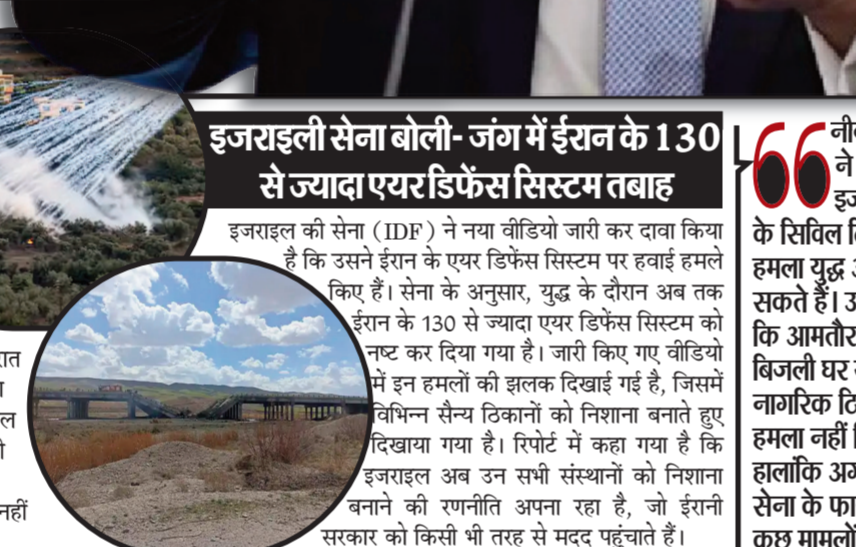 इजराइली सेना बोली- जंग में ईरान के 130
से ज्यादा एयर डिफेंस सिस्टम तबाह
इजराइल की सेना (IDF) ने नया वीडियो जारी कर दावा किया
है कि उसने ईरान के एयर डिफेंस सिस्टम पर हवाई हमले
किए हैं। सेना के अनुसार, युद्ध के दौरान अब तक
ईरान के 130 से ज्यादा एयर डिफेंस सिस्टम को
नष्ट कर दिया गया है। जारी किए गए वीडियो
में इन हमलों की झलक दिखाई गई है, जिसमें
विभिन्न सैन्य ठिकानों को निशाना बनाते हुए
दिखाया गया है। रिपोर्ट में कहा गया है कि
इजराइल अब उन सभी संस्थानों को निशाना
बनाने की रणनीति अपना रहा है, जो ईरानी
सरकार को किसी भी तरह से मदद पहुंचाते हैं।
ने
के सिविल
हमला युद्ध
सकते हैं।
कि आमतौर
बिजली घर
नागरिक
हमला नहीं
हालांकि
सेना के
कुछ मामलों
नहीं